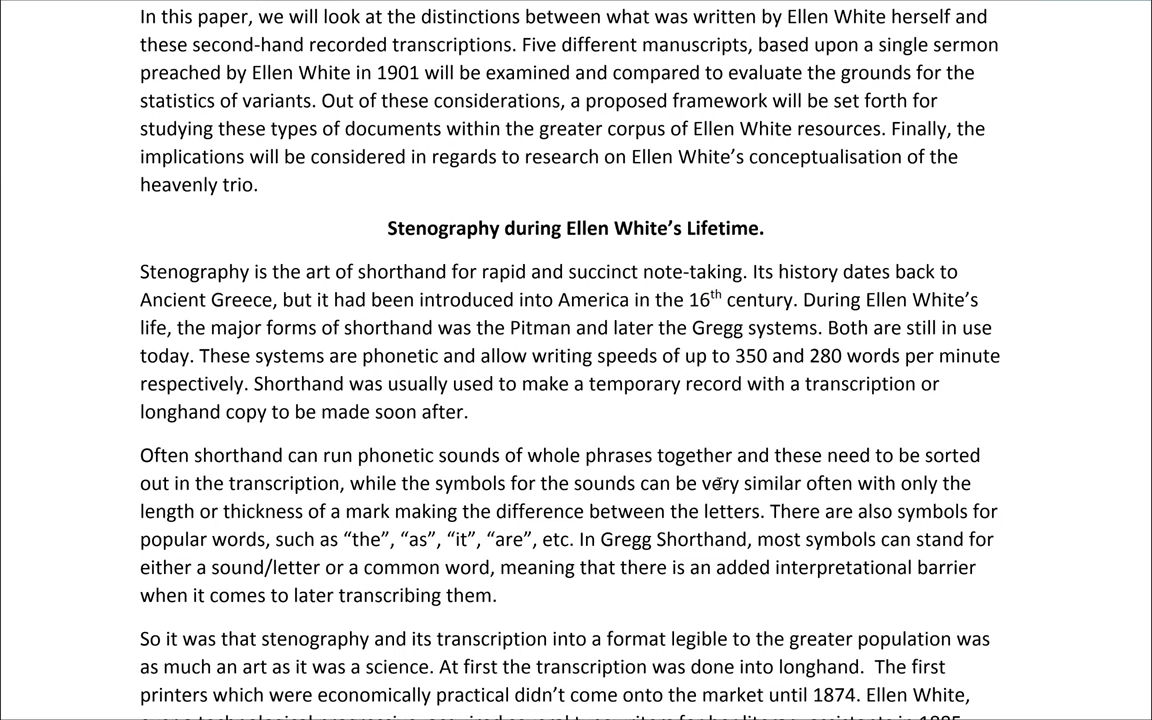 In this paper, we will look at the distinctions between what was written by Ellen White herself and
these second-hand recorded transcriptions. Five different manuscripts, based upon a single sermon
preached by Ellen White in 1901 will be examined and compared to evaluate the grounds for the
statistics of variants. Out of these considerations, a proposed framework will be set forth for
studying these types of documents within the greater corpus of Ellen White resources. Finally, the
implications will be considered in regards to research on Ellen White’s conceptualisation of the
heavenly trio.
Stenography during Ellen White’s Lifetime.
Stenography is the art of shorthand for rapid and succinct note-taking. Its history dates back to
Ancient Greece, but it had been introduced into America in the 16th century. During Ellen White’s
life, the major forms of shorthand was the Pitman and later the Gregg systems. Both are still in use
today. These systems are phonetic and allow writing speeds of up to 350 and 280 words per minute
respectively. Shorthand was usually used to make a temporary record with a transcription or
longhand copy to be made soon after.
Often shorthand can run phonetic sounds of whole phrases together and these need to be sorted
out in the transcription, while the symbols for the sounds can be very similar often with only the
length or thickness of a mark making the difference between the letters. There are also symbols for
popular words, such as “the”, “as”, “it”, “are”, etc. In Gregg Shorthand, most symbols can stand for
either a sound/letter or a common word, meaning that there is an added interpretational barrier
when it comes to later transcribing them.
So it was that stenography and its transcription into a format legible to the greater population was
as much an art as it was a science. At first the transcription was done into longhand.  The first
printers which were economically practical didn’t come onto the market until 1874. Ellen White,